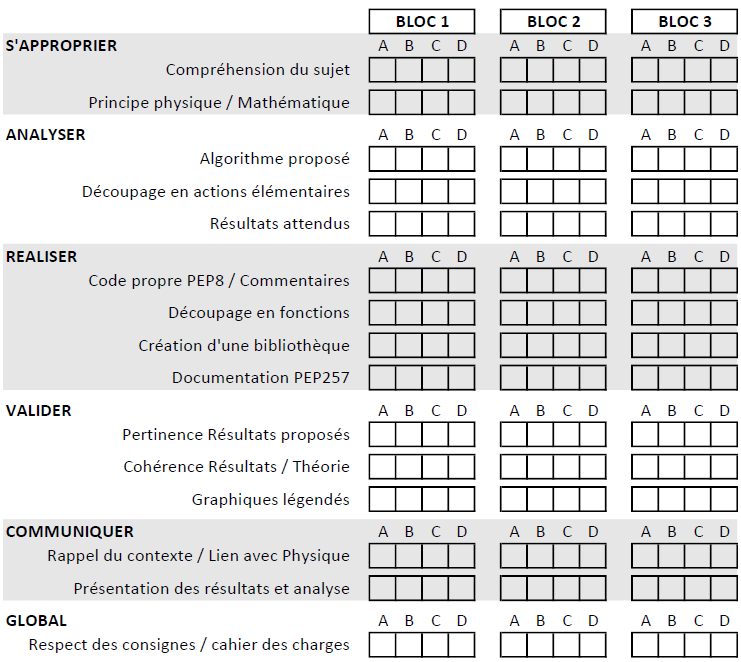 BLOC 1 BLOC 2 BLOC 3
S'APPROPRIER A B C D A B C D A B C D
Compréhension du sujet
Principe physique / Mathématique
ANALYSER A B C D A B C D A B C D
Algorithme proposé
Découpage en actions élémentaires
Résultats attendus
REALISER A B C D A B C D A B C D
Code propre PEP8 / Commentaires
Découpage en fonctions
Création d'une bibliothèque
Documentation PEP257
VALIDER A B C D A B C D A B C D
Pertinence Résultats proposés
Cohérence Résultats / Théorie
Graphiques légendés
COMMUNIQUER A B C D A B C D A B C D
Rappel du contexte / Lien avec Physique
Présentation des résultats et analyse
GLOBAL A B C D A B C D A B C D
Respect des consignes / cahier des charges